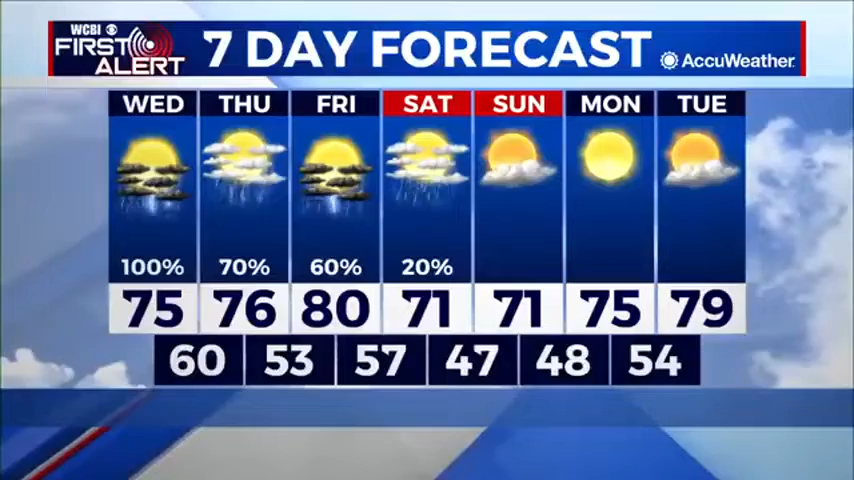 WCBI
FIRST
ALERT
7 DAY FORECAST
AccuWeather
WED THU FRI SAT SUN MON TUE
100% 70% 60% 20%
75 76 80 71 71 75 79
60 53 57 47 48 54